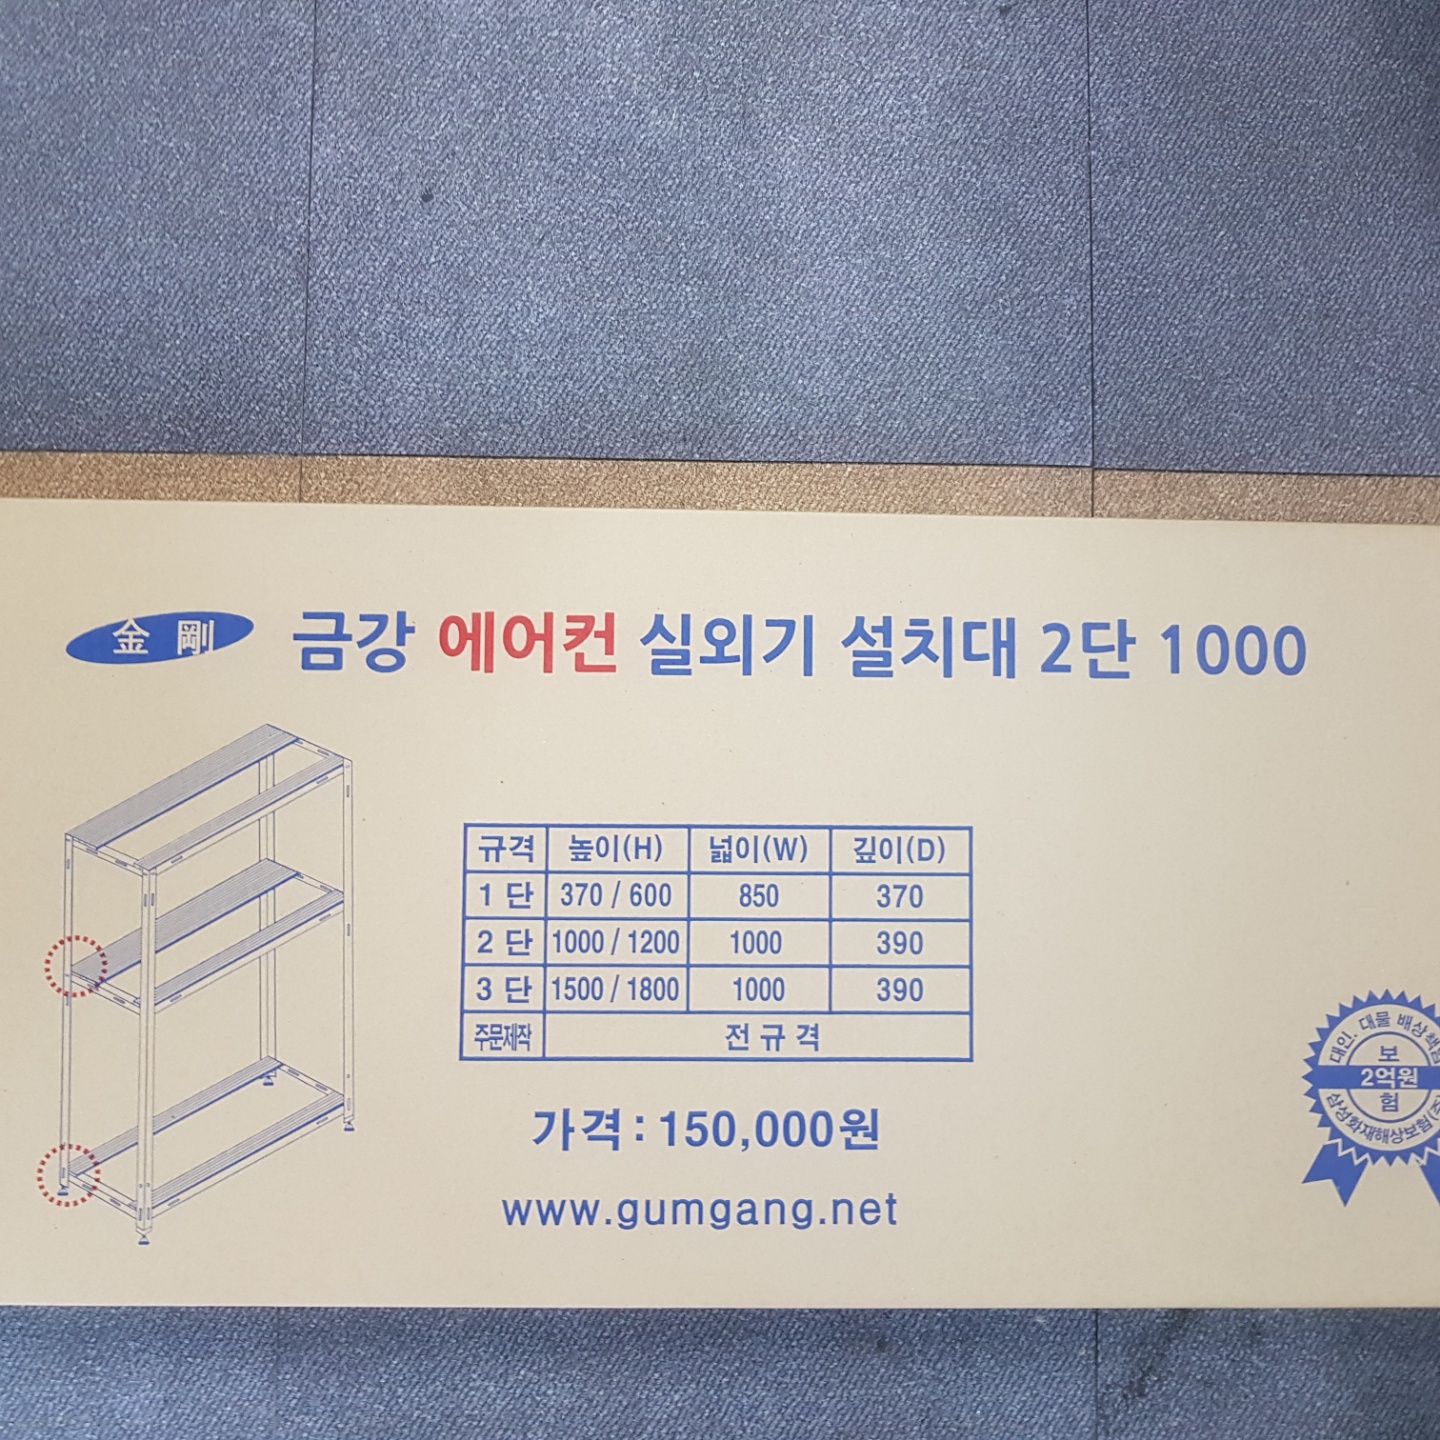 金 剛
금강 에어컨 실외기 설치대 2단 1000
규격 높이(H) 넓이(W) 깊이(D)
1 단 370 / 600 850 370
2 단 1000 / 1200 1000 390
3 단 1500 / 1800 1000 390
주문제작 전 규 격
가격 : 150,000원
www.gumgang.net
대인. 대물 배상책임
보
2억원
험
삼성화재해상보험(주)